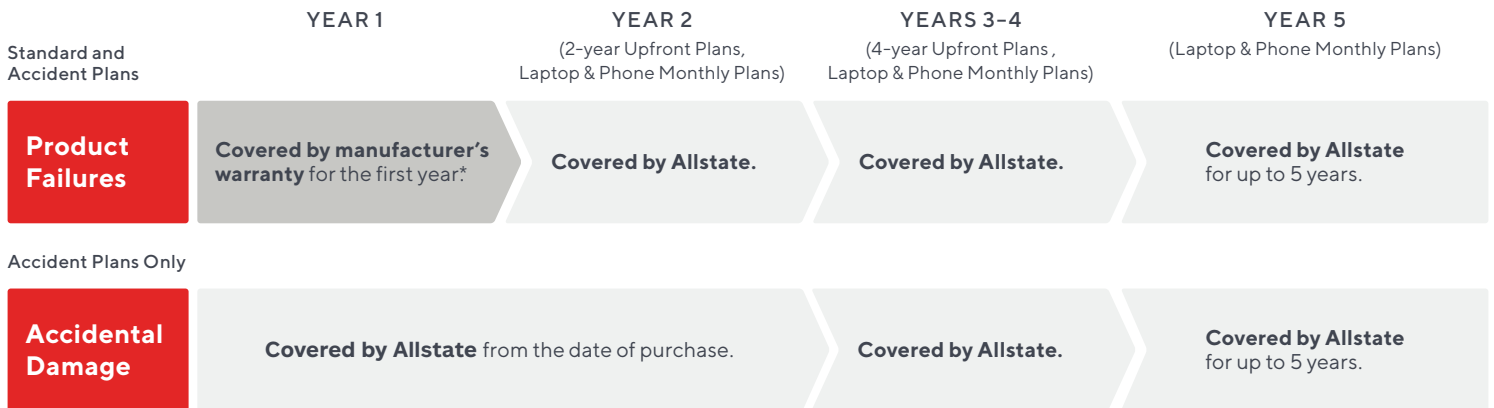 YEAR 1
YEAR 2
YEARS 3–4
YEAR 5
Standard and
Accident Plans
(2-year Upfront Plans,
Laptop & Phone Monthly Plans)
(4-year Upfront Plans ,
Laptop & Phone Monthly Plans)
(Laptop & Phone Monthly Plans)
Product
Failures
Covered by manufacturer's
warranty for the first year.*
Covered by Allstate.
Covered by Allstate.
Covered by Allstate
for up to 5 years.
Accident Plans Only
Accidental
Damage
Covered by Allstate from the date of purchase.
Covered by Allstate.
Covered by Allstate
for up to 5 years.